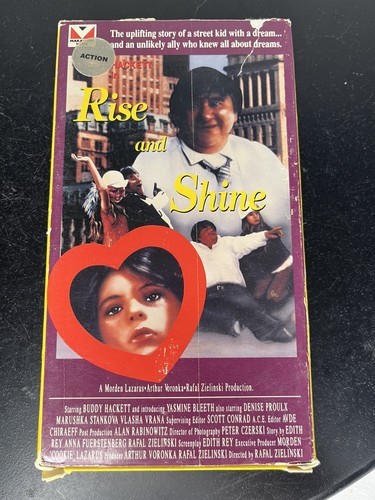 The uplifting story of a street kid with a dream...
and an unlikely ally who knew all about dreams.
ACTION
HACKETT
Rise
and
Shine
A Morden Lazarus•Arthur Voronka•Rafal Zielinski Production.
Starring BUDDY HACKETT and introducing YASMINE BLEETH also starring DENISE PROULX
MARUSHKA STANKOVA VLASHA VRANA Supervising Editor SCOTT CONRAD A.C.E. Editor AVDE
CHIRAEFF Post Production ALAN RABINOWITZ Director of Photography PETER CZERSKI Story by EDITH
REY, ANNA FUERSTENBERG RAFAL ZIELINSKI Screenplay EDITH REY Executive Producer MORDEN
"COOKIE" LAZARUS Producer ARTHUR VORONKA RAFAL ZIELINSKI Directed by RAFAL ZIELINSKI